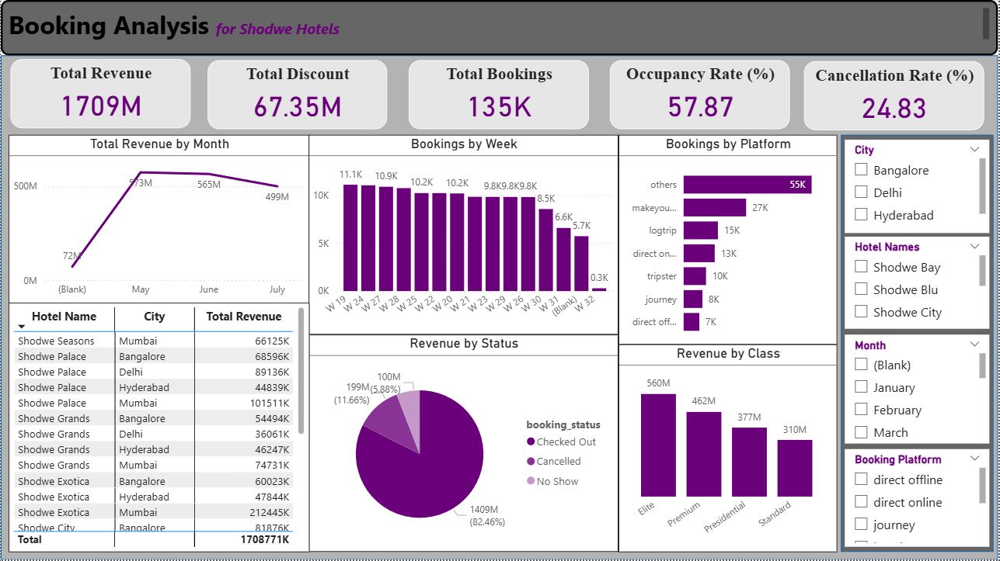 Booking Analysis for Shodwe Hotels
Total Revenue
1709M
Total Discount
67.35M
Total Bookings
135K
Occupancy Rate (%)
57.87
Cancellation Rate (%)
24.83
Total Revenue by Month
500M
0M
72M
573M
565M
499M
(Blank)
May
June
July
Bookings by Week
10K
5K
0K
11.1K
10.9K
10.2K
10.2K
9.8K
9.8K
9.8K
8.5K
6.6K
5.7K
0.3K
W 19
W 24
W 27
W 28
W 25
W 22
W 20
W 21
W 23
W 29
W 26
W 30
W 31
(Blank)
W 32
Bookings by Platform
others 55K
makeyou... 27K
logtrip 15K
direct on... 13K
tripster 10K
journey 8K
direct off... 7K
Hotel Name City Total Revenue
Shodwe Seasons Mumbai 66125K
Shodwe Palace Bangalore 68596K
Shodwe Palace Delhi 89136K
Shodwe Palace Hyderabad 44839K
Shodwe Palace Mumbai 101511K
Shodwe Grands Bangalore 54494K
Shodwe Grands Delhi 36061K
Shodwe Grands Hyderabad 46247K
Shodwe Grands Mumbai 74731K
Shodwe Exotica Bangalore 60023K
Shodwe Exotica Hyderabad 47844K
Shodwe Exotica Mumbai 212445K
Shodwe City Bangalore 81876K
Total 1708771K
Revenue by Status
100M
(5.88%)
199M
(11.66%)
1409M
(82.46%)
booking_status
Checked Out
Cancelled
No Show
Revenue by Class
560M
462M
377M
310M
Elite
Premium
Presidential
Standard
City
Bangalore
Delhi
Hyderabad
Hotel Names
Shodwe Bay
Shodwe Blu
Shodwe City
Month
(Blank)
January
February
March
Booking Platform
direct offline
direct online
journey